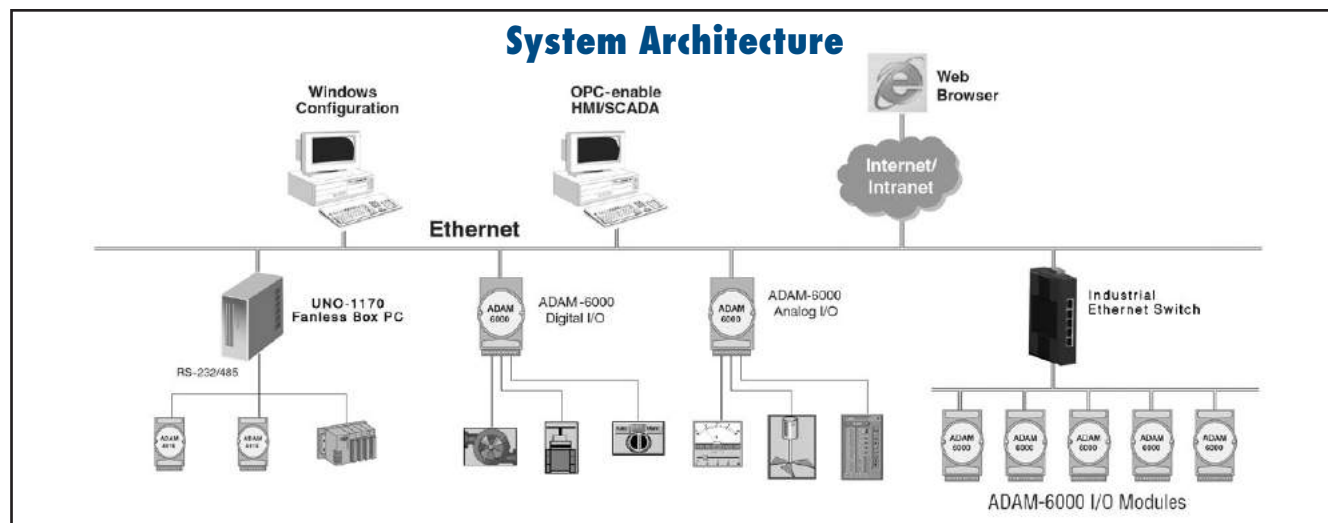 System Architecture
Windows
Configuration
OPC-enable
HMI/SCADA
Web
Browser
Internet/
Intranet
Ethernet
UNO-1170
Fanless Box PC
RS-232/485
ADAM
6000
ADAM-6000
Digital I/O
ADAM
6000
ADAM-6000
Analog I/O
Industrial
Ethernet Switch
ADAM
ADAM
ADAM
6000
ADAM
6000
ADAM
6000
ADAM
6000
ADAM
6000
ADAM-6000 I/O Modules